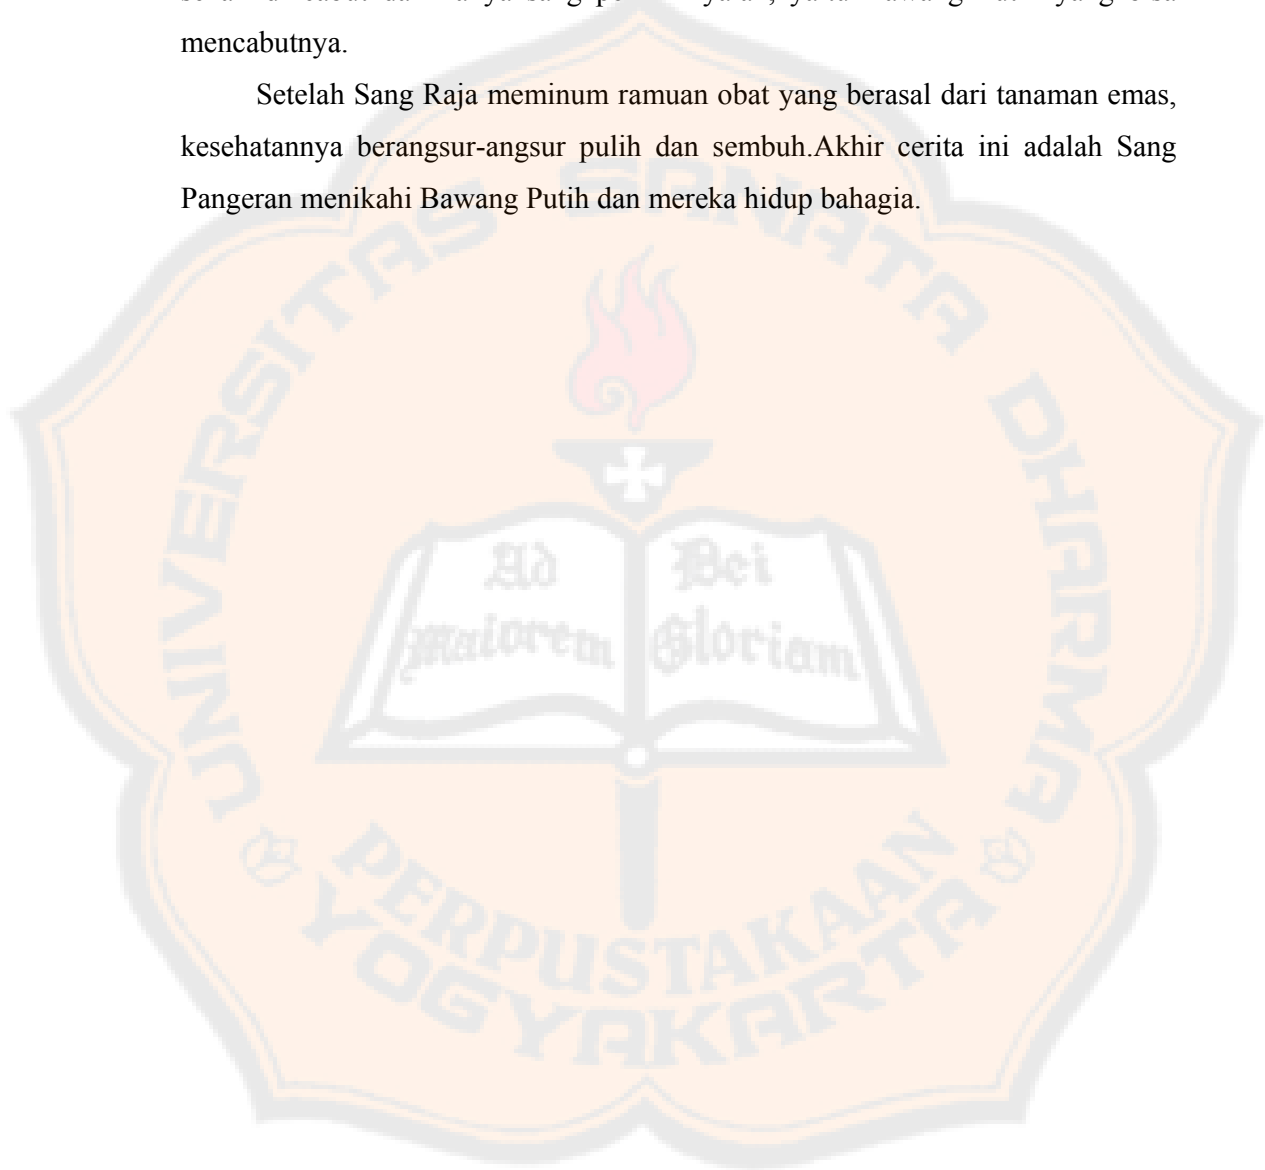 mencabutnya.
Setelah Sang Raja meminum ramuan obat yang berasal dari tanaman emas,
kesehatannya berangsur-angsur pulih dan sembuh.Akhir cerita ini adalah Sang
Pangeran menikahi Bawang Putih dan mereka hidup bahagia.
UNIVERSITAS SANATA DHARMA
Ad Dei
Maiorem Gloriam
PERPUSTAKAAN
YOGYAKARTA